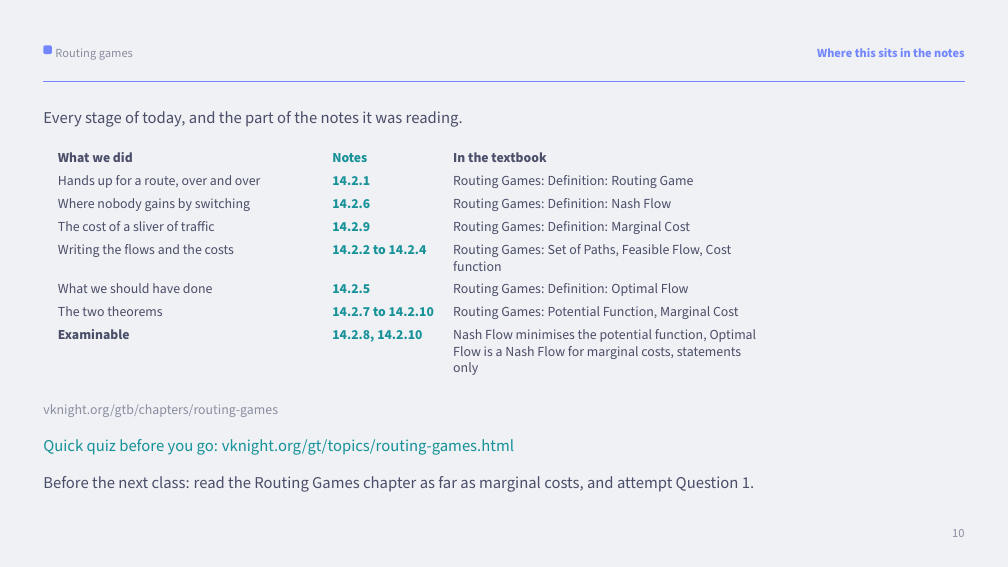 Routing games
Where this sits in the notes
Every stage of today, and the part of the notes it was reading.
What we did Notes In the textbook
Hands up for a route, over and over 14.2.1 Routing Games: Definition: Routing Game
Where nobody gains by switching 14.2.6 Routing Games: Definition: Nash Flow
The cost of a sliver of traffic 14.2.9 Routing Games: Definition: Marginal Cost
Writing the flows and the costs 14.2.2 to 14.2.4 Routing Games: Set of Paths, Feasible Flow, Cost
function
What we should have done 14.2.5 Routing Games: Definition: Optimal Flow
The two theorems 14.2.7 to 14.2.10 Routing Games: Potential Function, Marginal Cost
Examinable 14.2.8, 14.2.10 Nash Flow minimises the potential function, Optimal
Flow is a Nash Flow for marginal costs, statements
only
vknight.org/gtb/chapters/routing-games
Quick quiz before you go: vknight.org/gt/topics/routing-games.html
Before the next class: read the Routing Games chapter as far as marginal costs, and attempt Question 1.
10